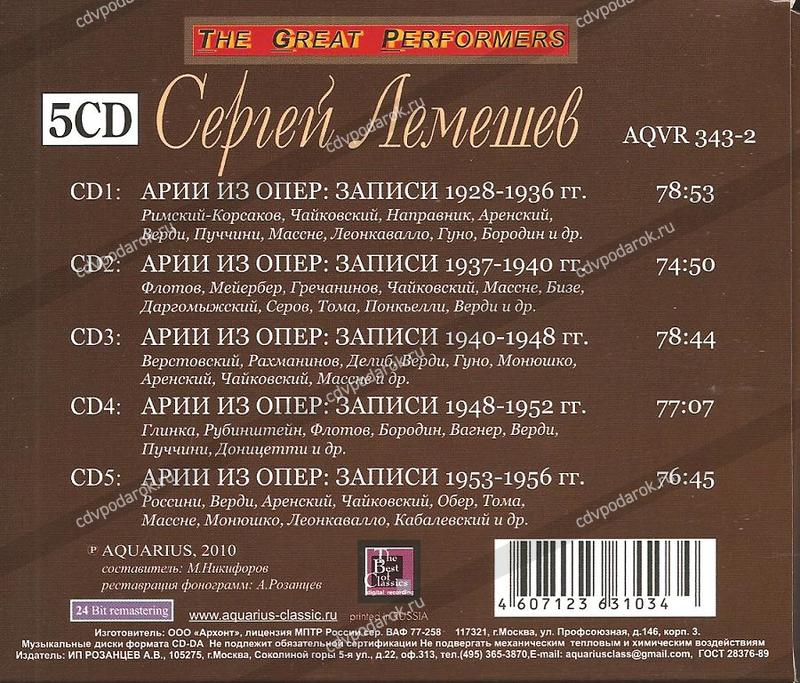 THE GREAT PERFORMERS
5CD Сергей Лемешев AQVR 343-2
CD1: АРИИ ИЗ ОПЕР: ЗАПИСИ 1928-1936 гг. 78:53
Римский-Корсаков, Чайковский, Направник, Аренский,
Верди, Пуччини, Массне, Леонкавалло, Гуно, Бородин и др.
CD2: АРИИ ИЗ ОПЕР: ЗАПИСИ 1937-1940 гг. 74:50
Флотов, Мейербер, Гречанинов, Чайковский, Массне, Бизе,
Даргомыжский, Серов, Тома, Понкьелли, Верди и др.
CD3: АРИИ ИЗ ОПЕР: ЗАПИСИ 1940-1948 гг. 78:44
Верстовский, Рахманинов, Делиб, Верди, Гуно, Монюшко,
Аренский, Чайковский, Массне и др.
CD4: АРИИ ИЗ ОПЕР: ЗАПИСИ 1948-1952 гг. 77:07
Глинка, Рубинштейн, Флотов, Бородин, Вагнер, Верди,
Пуччини, Доницетти и др.
CD5: АРИИ ИЗ ОПЕР: ЗАПИСИ 1953-1956 гг. 76:45
Россини, Верди, Аренский, Чайковский, Обер, Тома,
Массне, Монюшко, Леонкавалло, Кабалевский и др.
℗ AQUARIUS, 2010
составитель: М.Никифоров
реставрация фонограмм: А.Розанцев
The Best of Classics
digital recording
24 Bit remastering www.aquarius-classic.ru printed in RUSSIA
4 607123 631034
Изготовитель: ООО «Архонт», лицензия МПТР России сер. ВАФ 77-258 117321, г.Москва, ул. Профсоюзная, д.146, корп. 3.
Музыкальные диски формата CD-DA Не подлежит обязательной сертификации Не подвергать механическим тепловым и химическим воздействиям
Издатель: ИП РОЗАНЦЕВ А.В., 105275, г.Москва, Соколиной горы 5-я ул., д.22, оф.313, тел.(495) 365-3870,E-mail: aquariusclass@gmail.com, ГОСТ 28376-89
cdvpodarok.ru